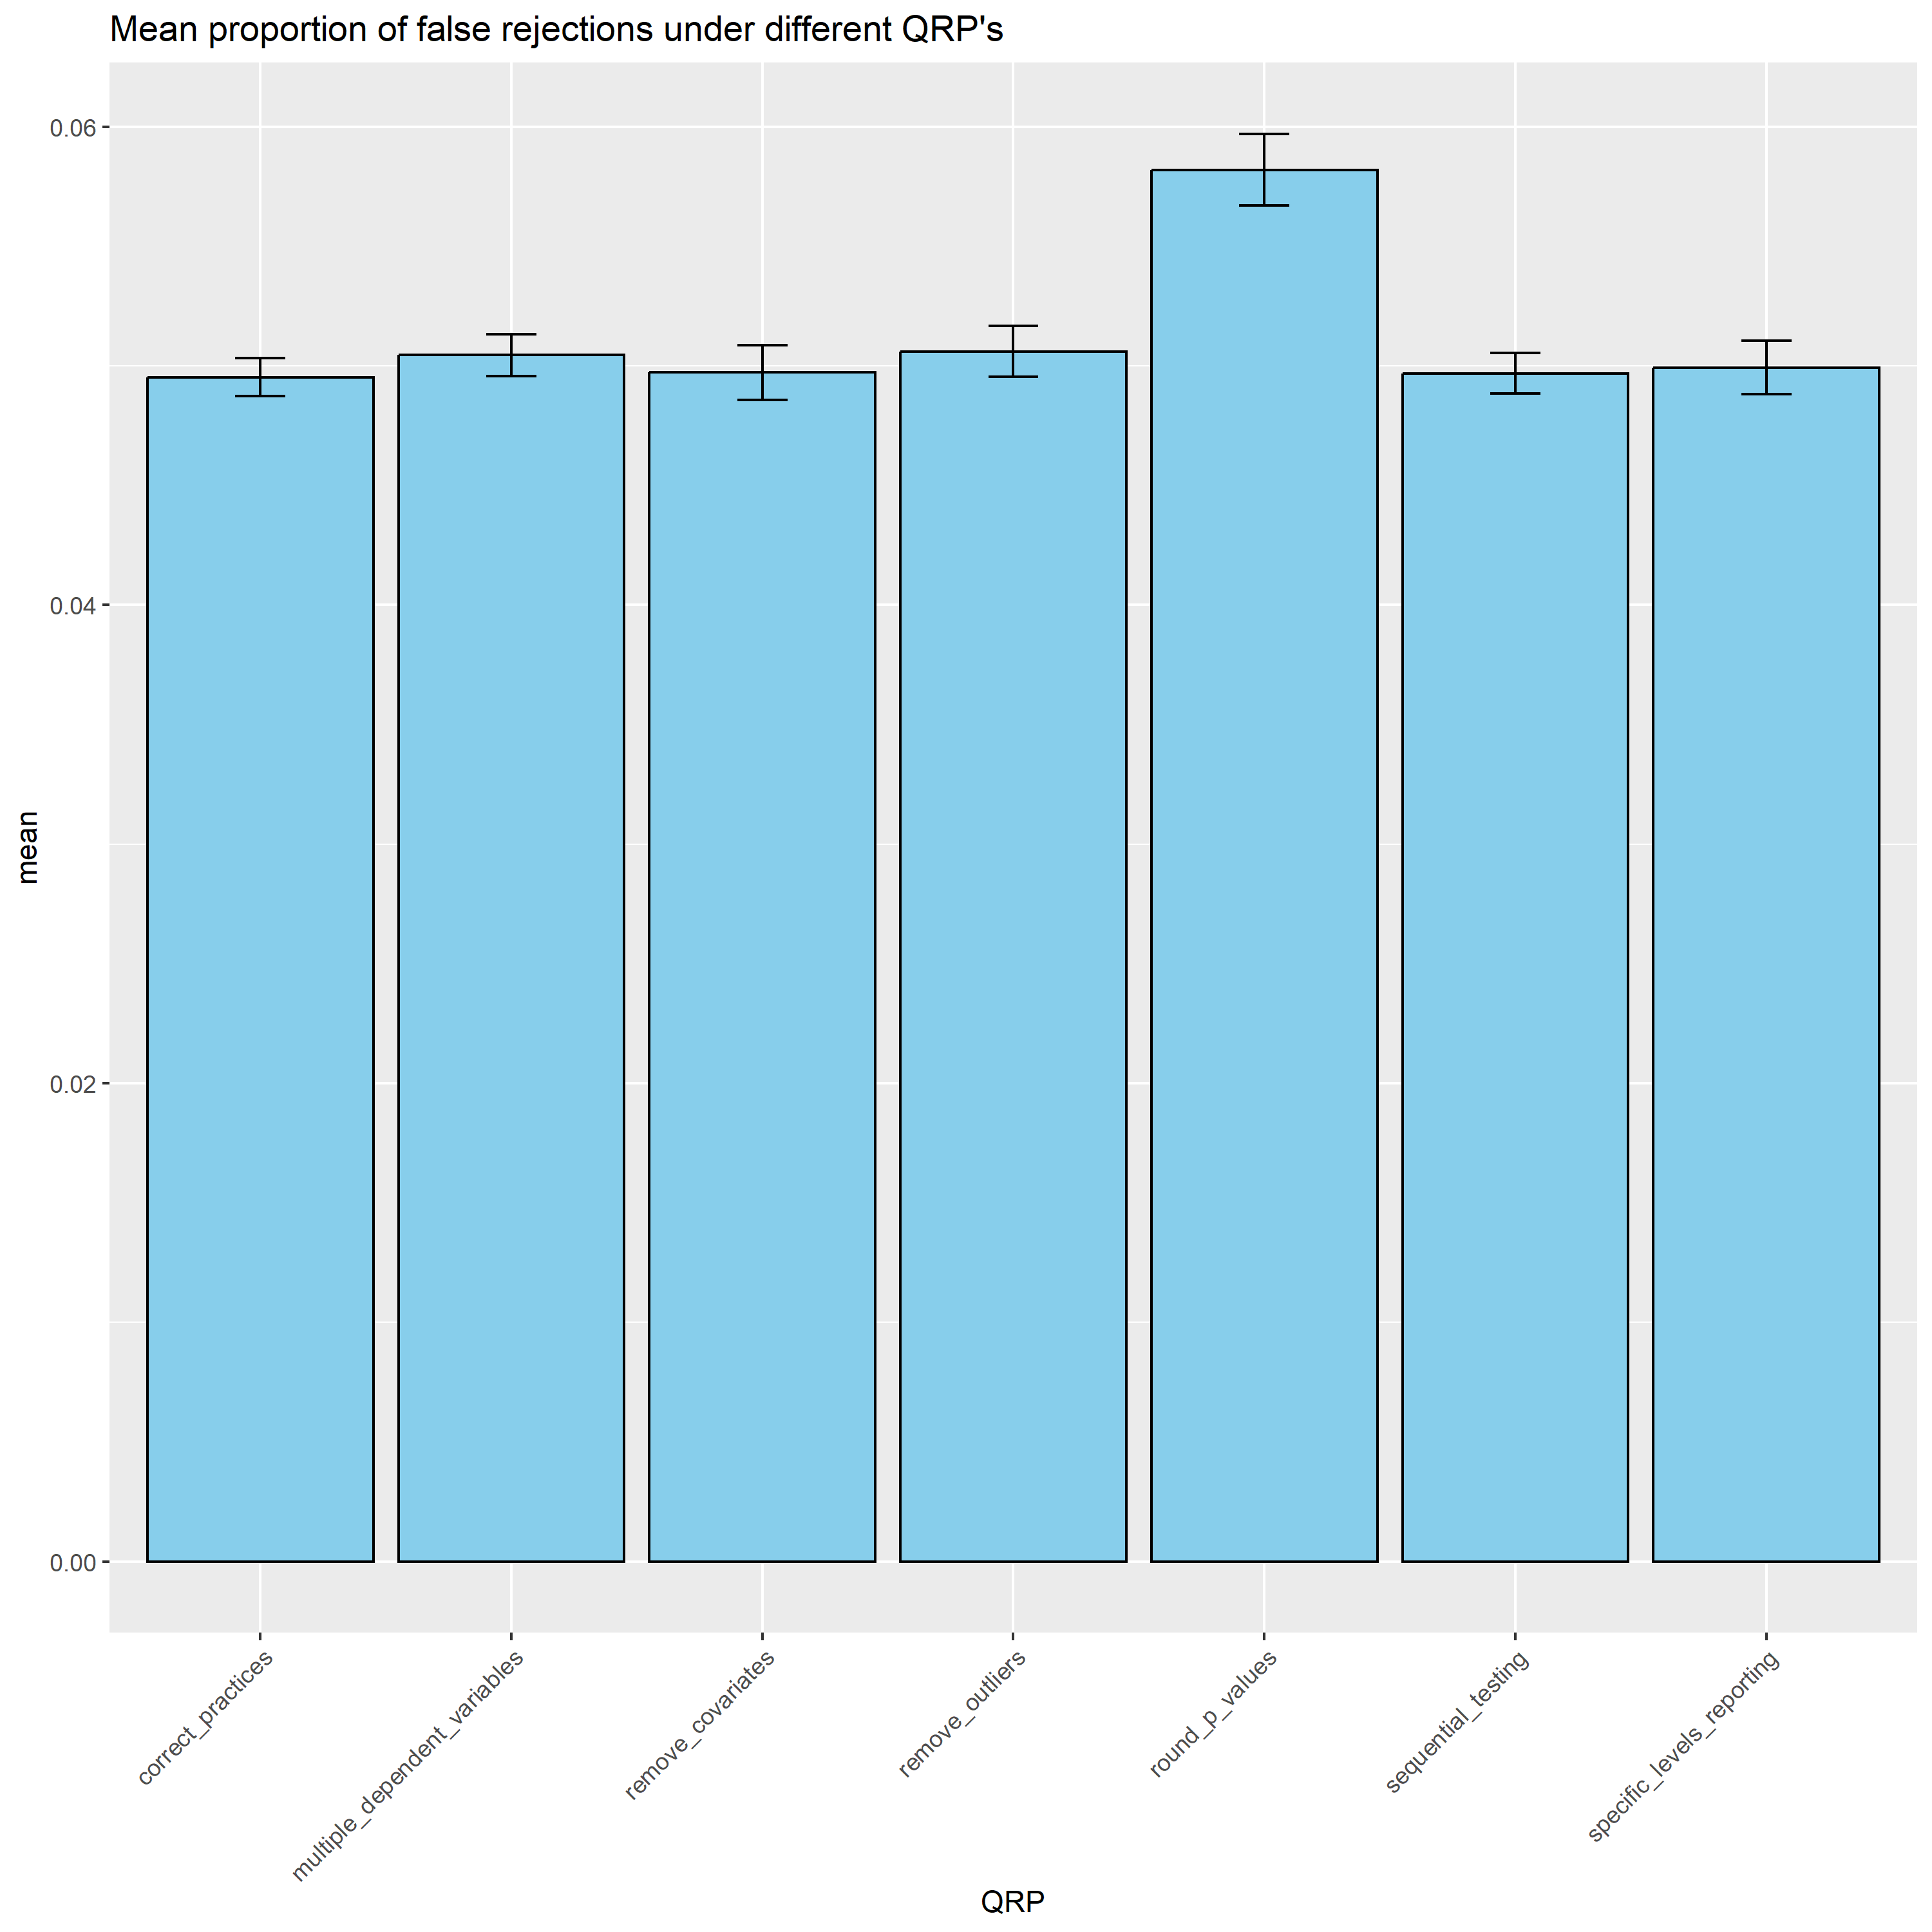 Mean proportion of false rejections under different QRP's
mean
0.06
0.04
0.02
0.00
correct_practices
multiple_dependent_variables
remove_covariates
remove_outliers
round_p_values
sequential_testing
specific_levels_reporting
QRP